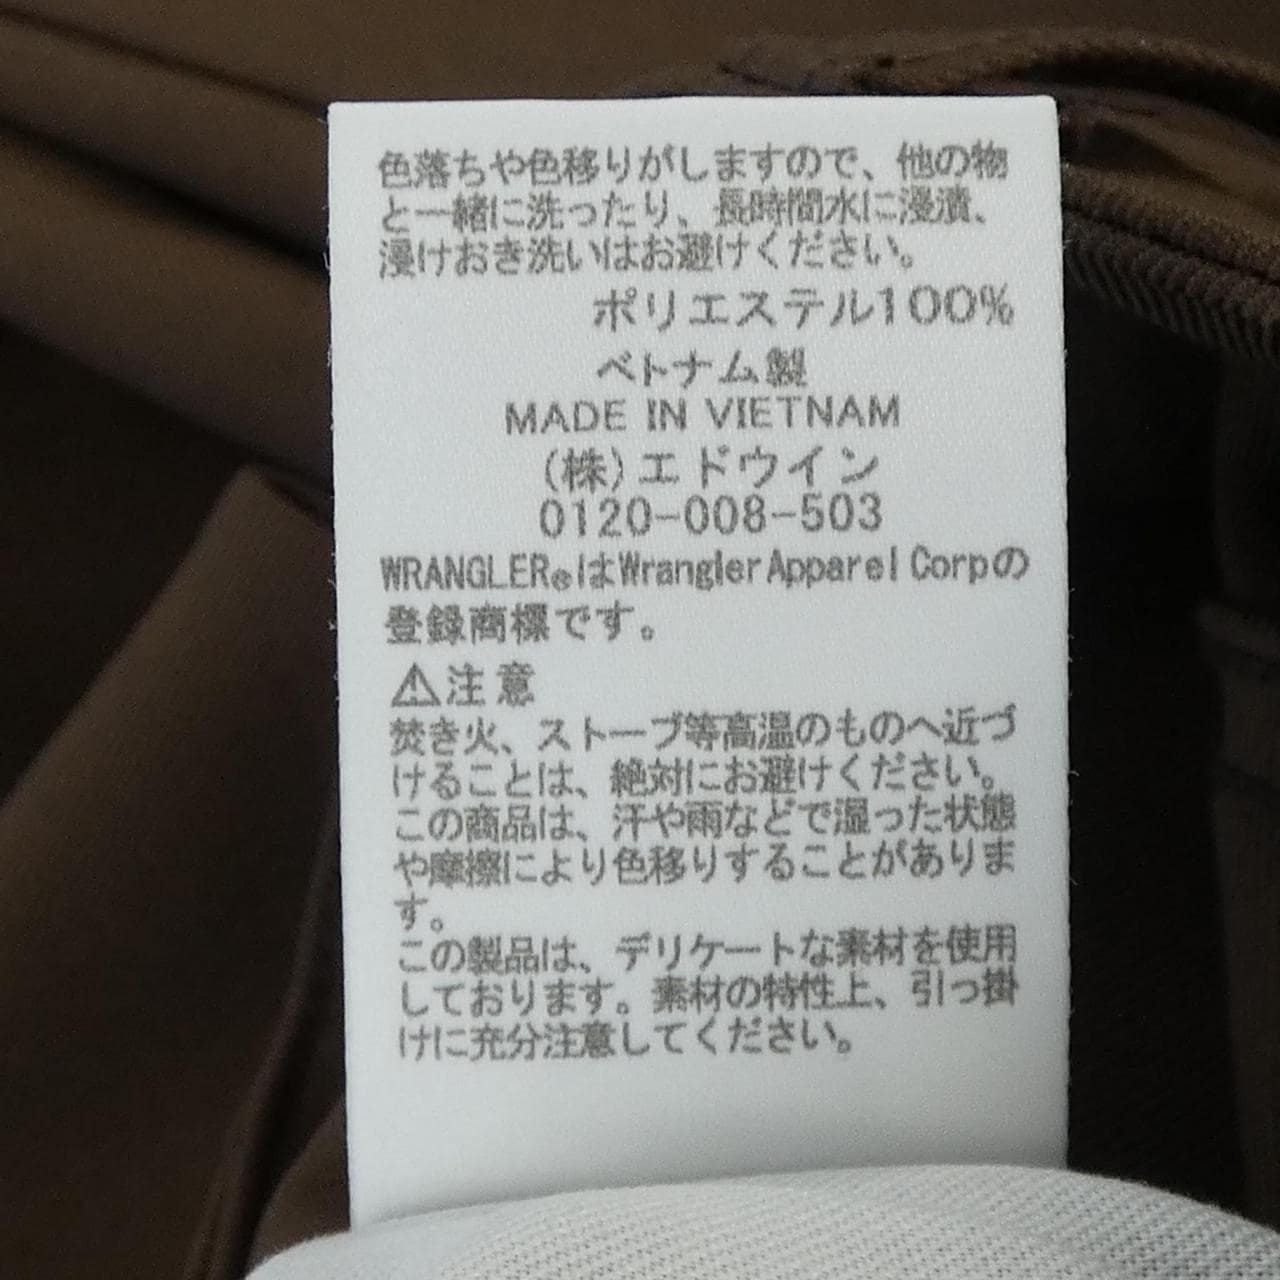 色落ちや色移りがしますので、他の物
と一緒に洗ったり、長時間水に浸漬、
浸けおき洗いはお避けください。
ポリエステル100%
ベトナム製
MADE IN VIETNAM
(株)エドウイン
0120-008-503
WRANGLER®はWrangler Apparel Corpの
登録商標です。
⚠注意
焚き火、ストーブ等高温のものへ近づ
けることは、絶対にお避けください。
この商品は、汗や雨などで湿った状態
や摩擦により色移りすることがありま
す。
この製品は、デリケートな素材を使用
しております。素材の特性上、引っ掛
けに充分注意してください。